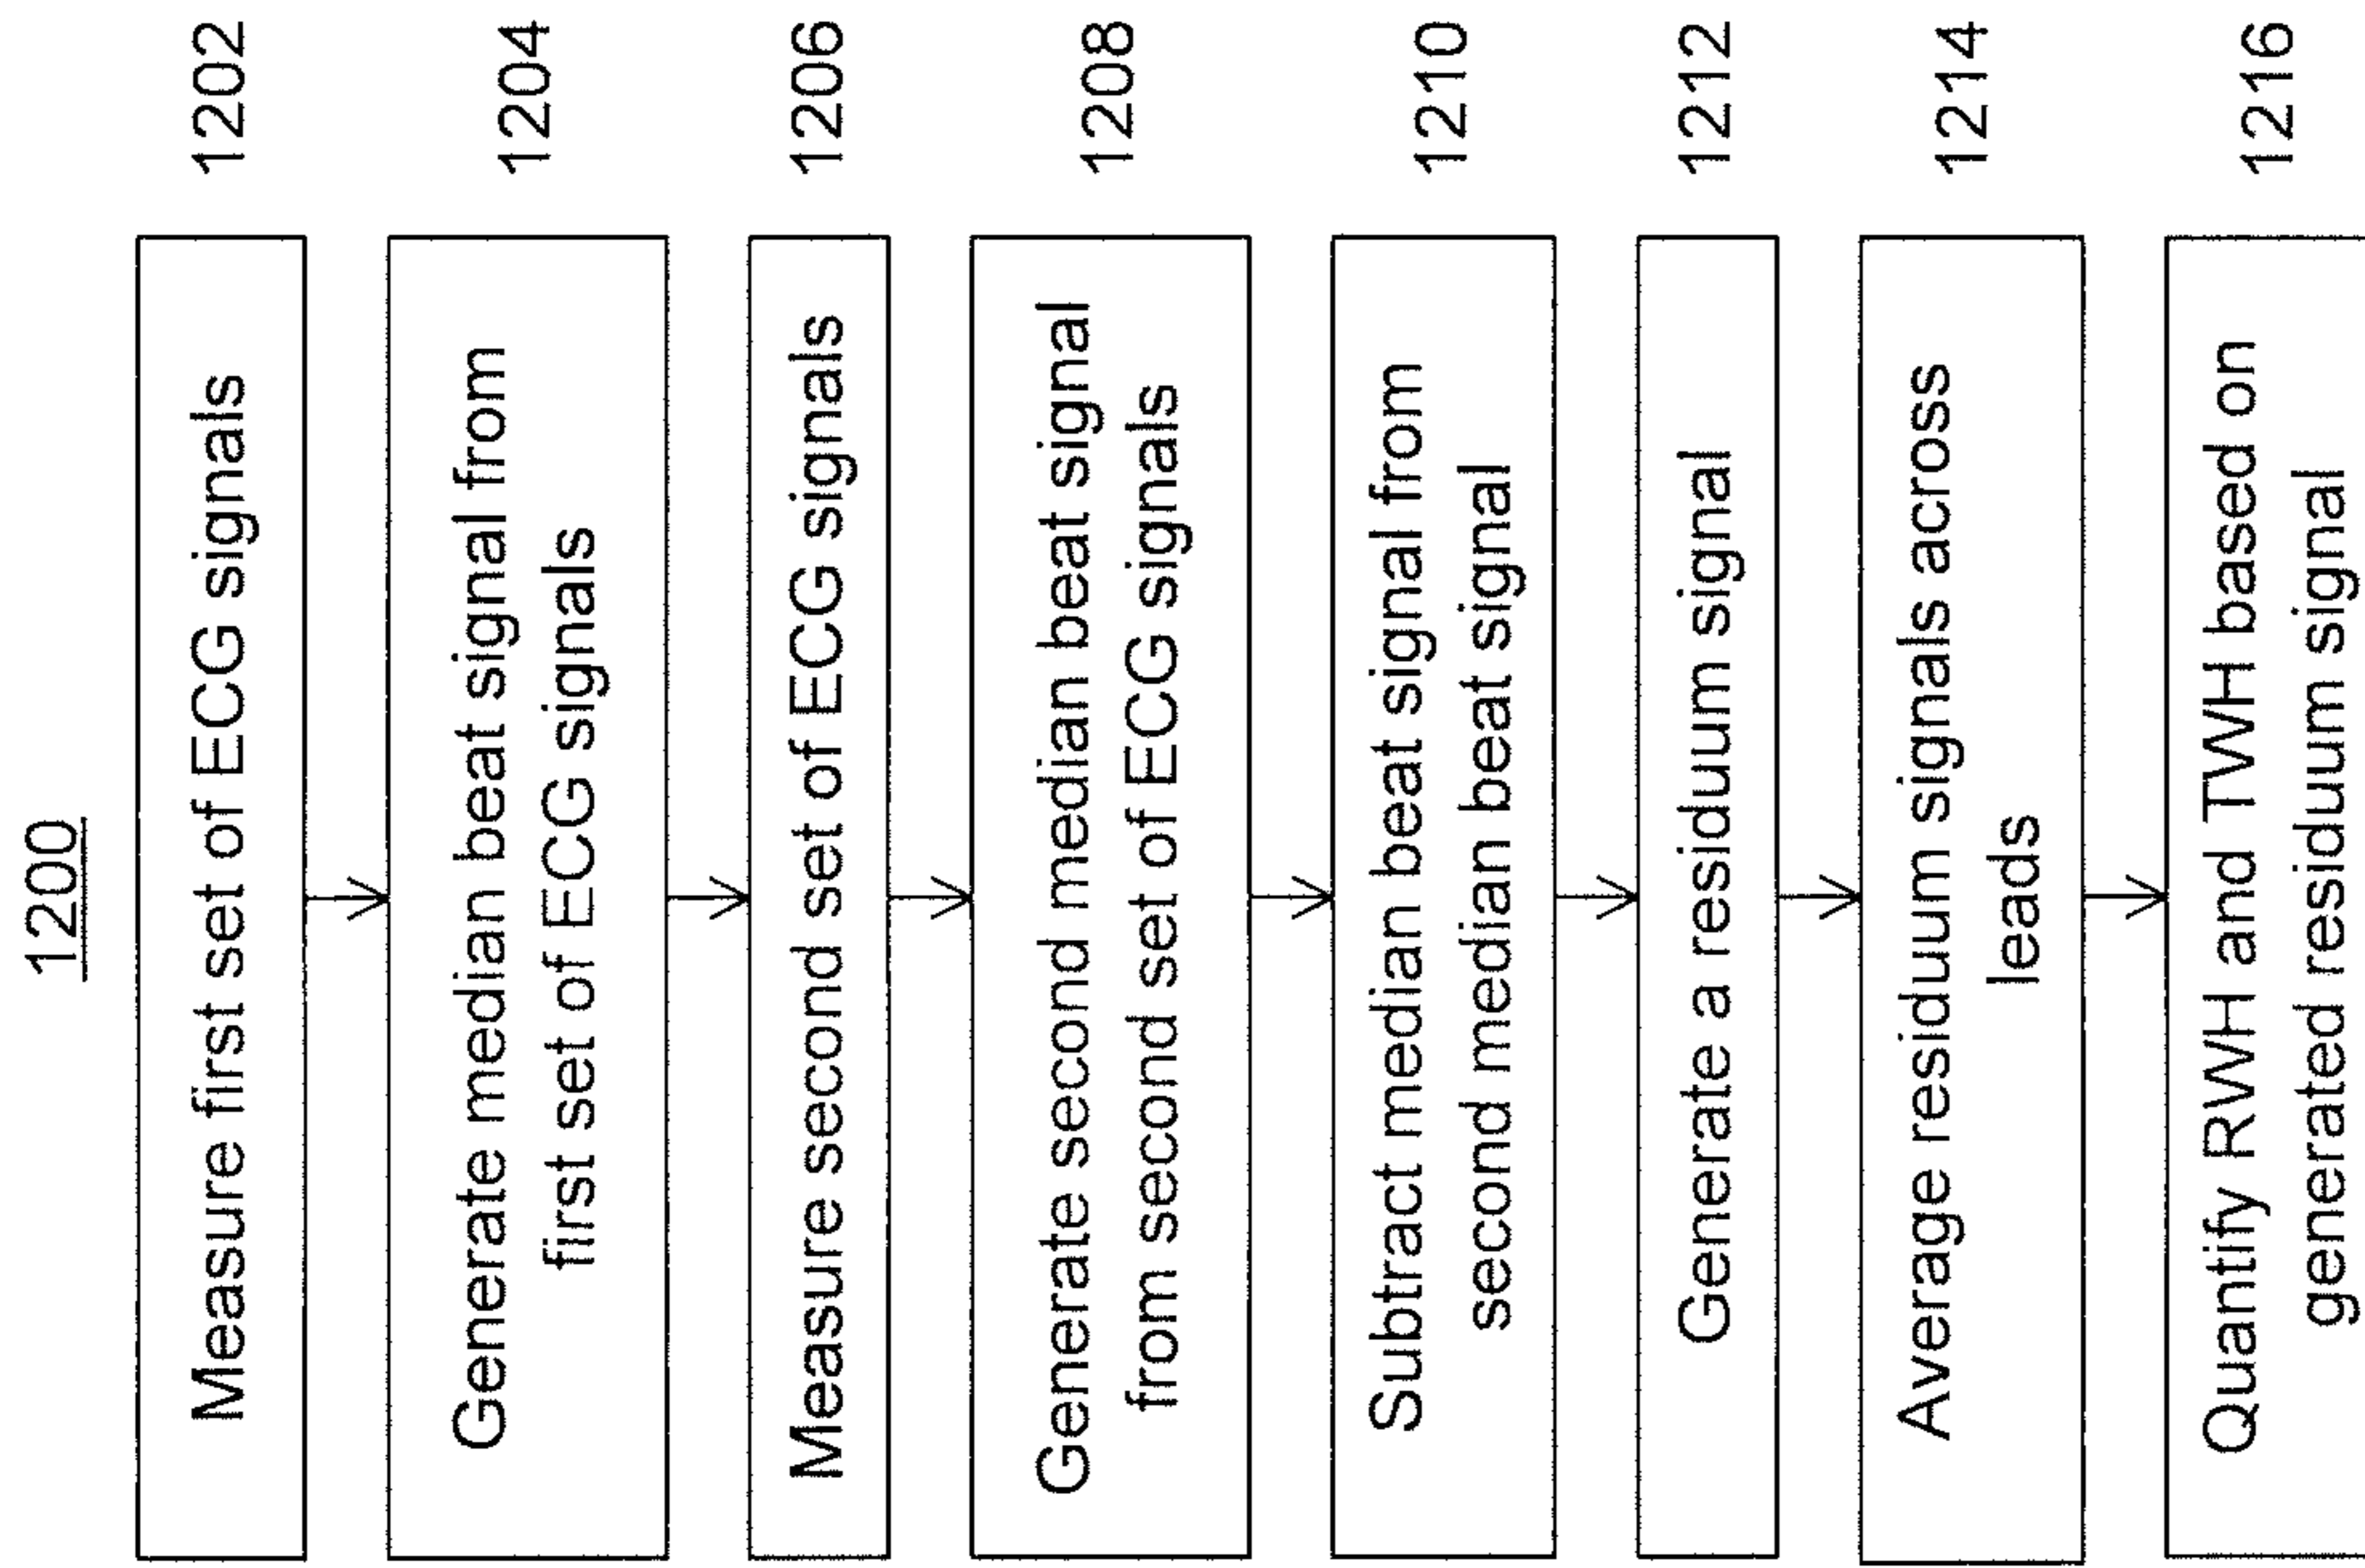 1200
Measure first set of ECG signals
1202
Generate median beat signal from
first set of ECG signals
1204
Measure second set of ECG signals
1206
Generate second median beat signal
from second set of ECG signals
1208
Subtract median beat signal from
second median beat signal
1210
Generate a residuum signal
1212
Average residuum signals across
leads
1214
Quantify RWH and TWH based on
generated residuum signal
1216